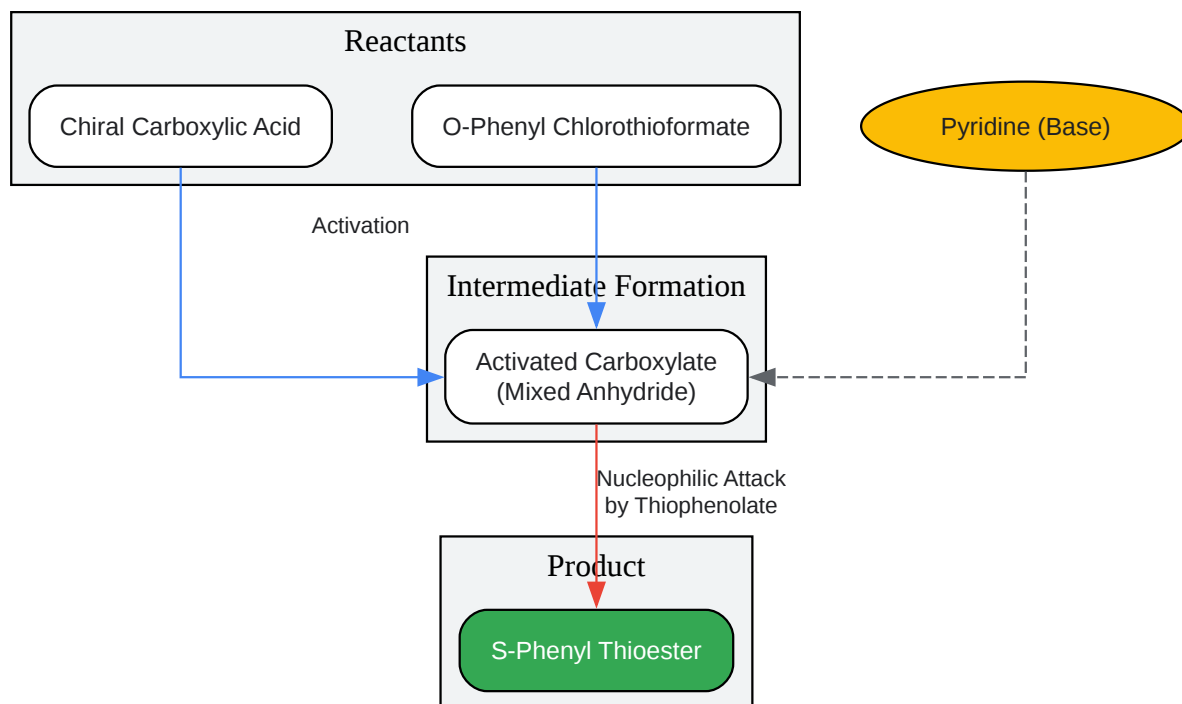 Reactants
Chiral Carboxylic Acid
O-Phenyl Chlorothioformate
Pyridine (Base)
Activation
Intermediate Formation
Activated Carboxylate
(Mixed Anhydride)
Nucleophilic Attack
by Thiophenolate
Product
S-Phenyl Thioester